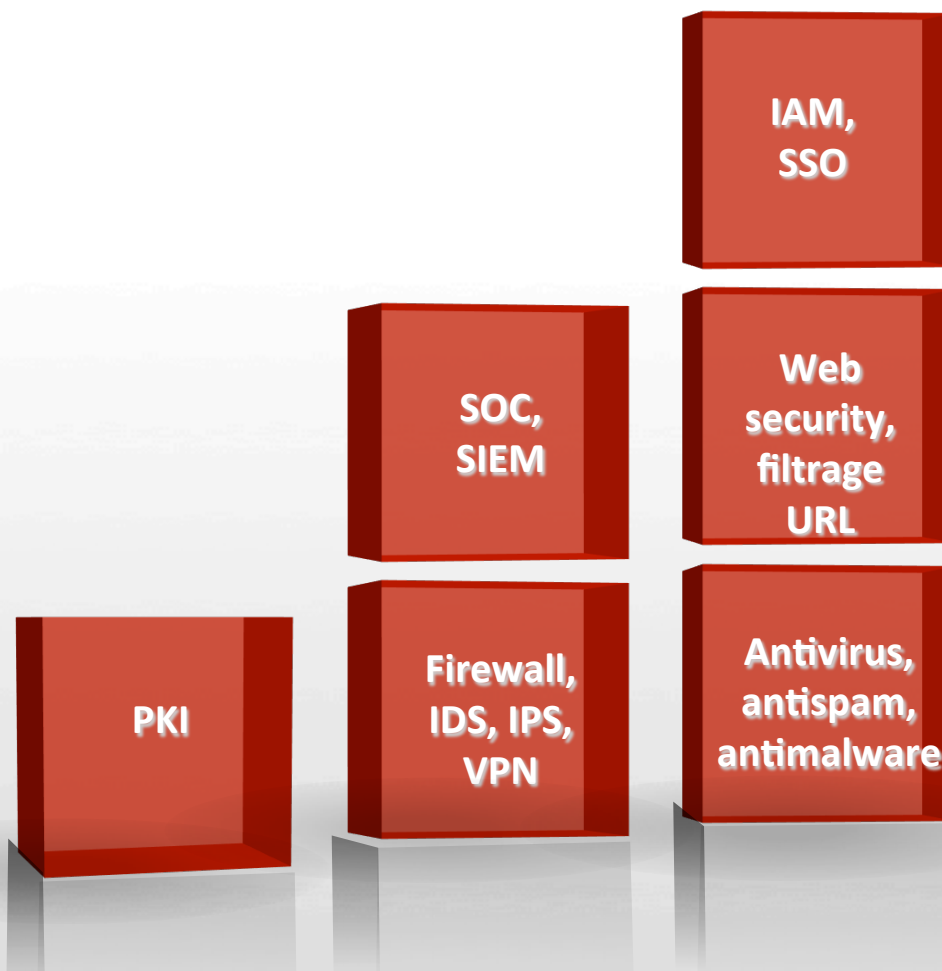 IAM,
SSO
SOC,
SIEM
Web
security,
filtrage
URL
PKI
Firewall,
IDS, IPS,
VPN
Antivirus,
antispam,
antimalware